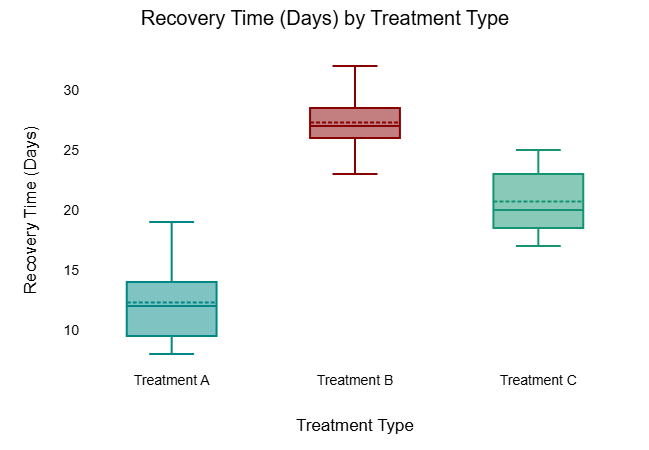 Recovery Time (Days) by Treatment Type
Recovery Time (Days)
30
25
20
15
10
Treatment A
Treatment B
Treatment C
Treatment Type